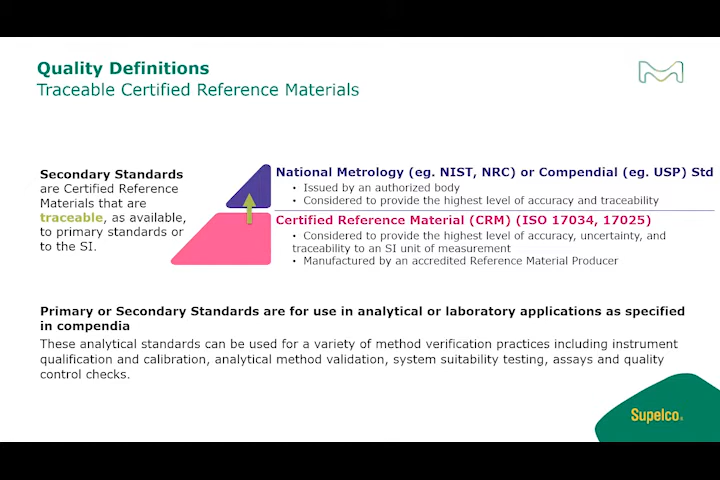 Quality Definitions
Traceable Certified Reference Materials
Secondary Standards
are Certified Reference
Materials that are
traceable, as available,
to primary standards or
to the SI.
National Metrology (eg. NIST, NRC) or Compendial (eg. USP) Std
• Issued by an authorized body
• Considered to provide the highest level of accuracy and traceability
Certified Reference Material (CRM) (ISO 17034, 17025)
• Considered to provide the highest level of accuracy, uncertainty, and
traceability to an SI unit of measurement
• Manufactured by an accredited Reference Material Producer
Primary or Secondary Standards are for use in analytical or laboratory applications as specified
in compendia
These analytical standards can be used for a variety of method verification practices including instrument
qualification and calibration, analytical method validation, system suitability testing, assays and quality
control checks.
Supelco®